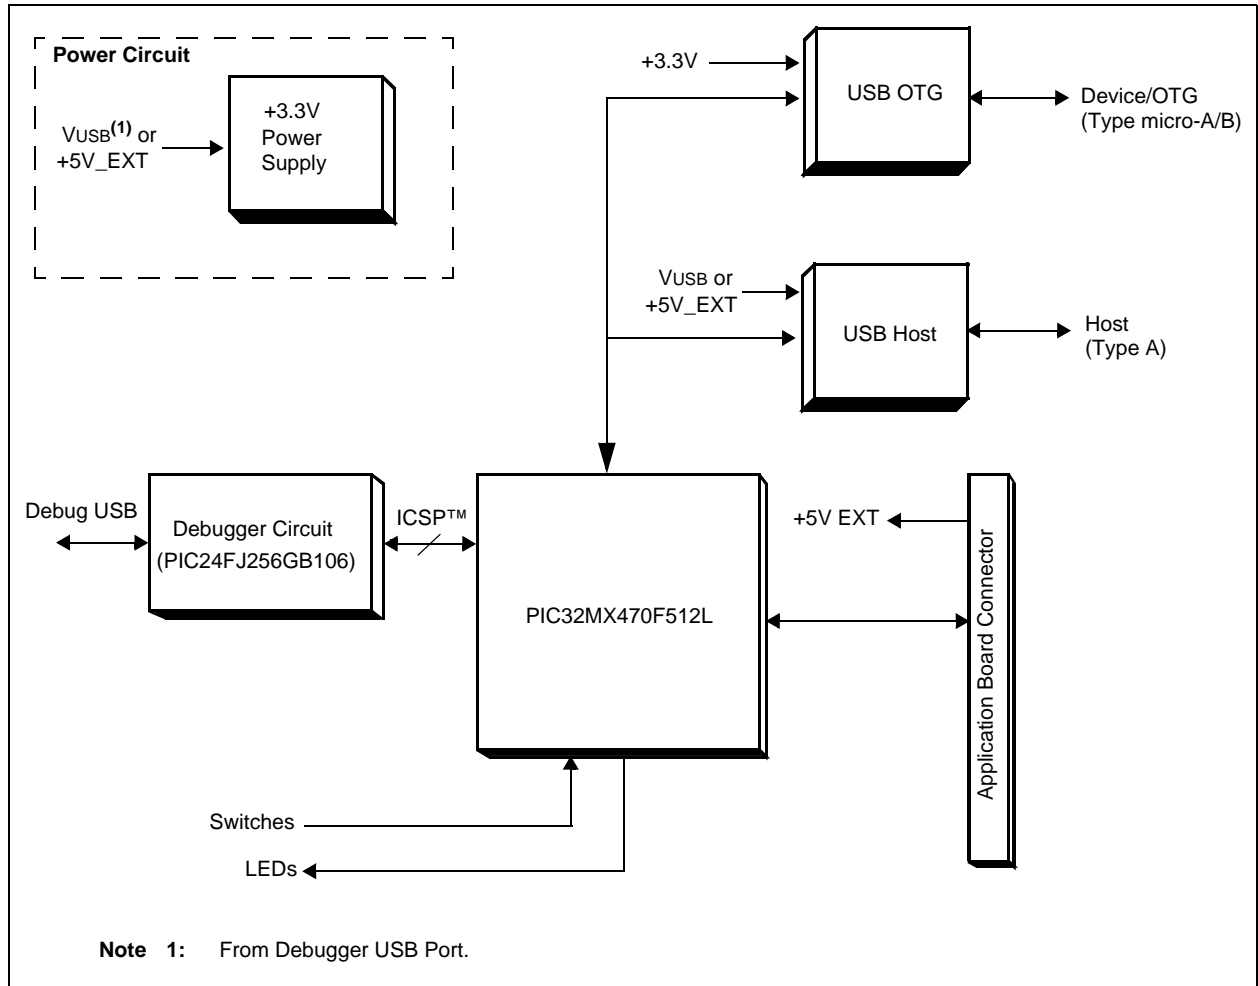 Power Circuit
+3.3V
Power
Supply
VUSB(1) or
+5V_EXT
+3.3V
USB OTG
Device/OTG
(Type micro-A/B)
VUSB or
+5V_EXT
USB Host
Host
(Type A)
Debug USB
Debugger Circuit
(PIC24FJ256GB106)
ICSP™
PIC32MX470F512L
+5V EXT
Application Board Connector
Switches
LEDs
Note 1: From Debugger USB Port.